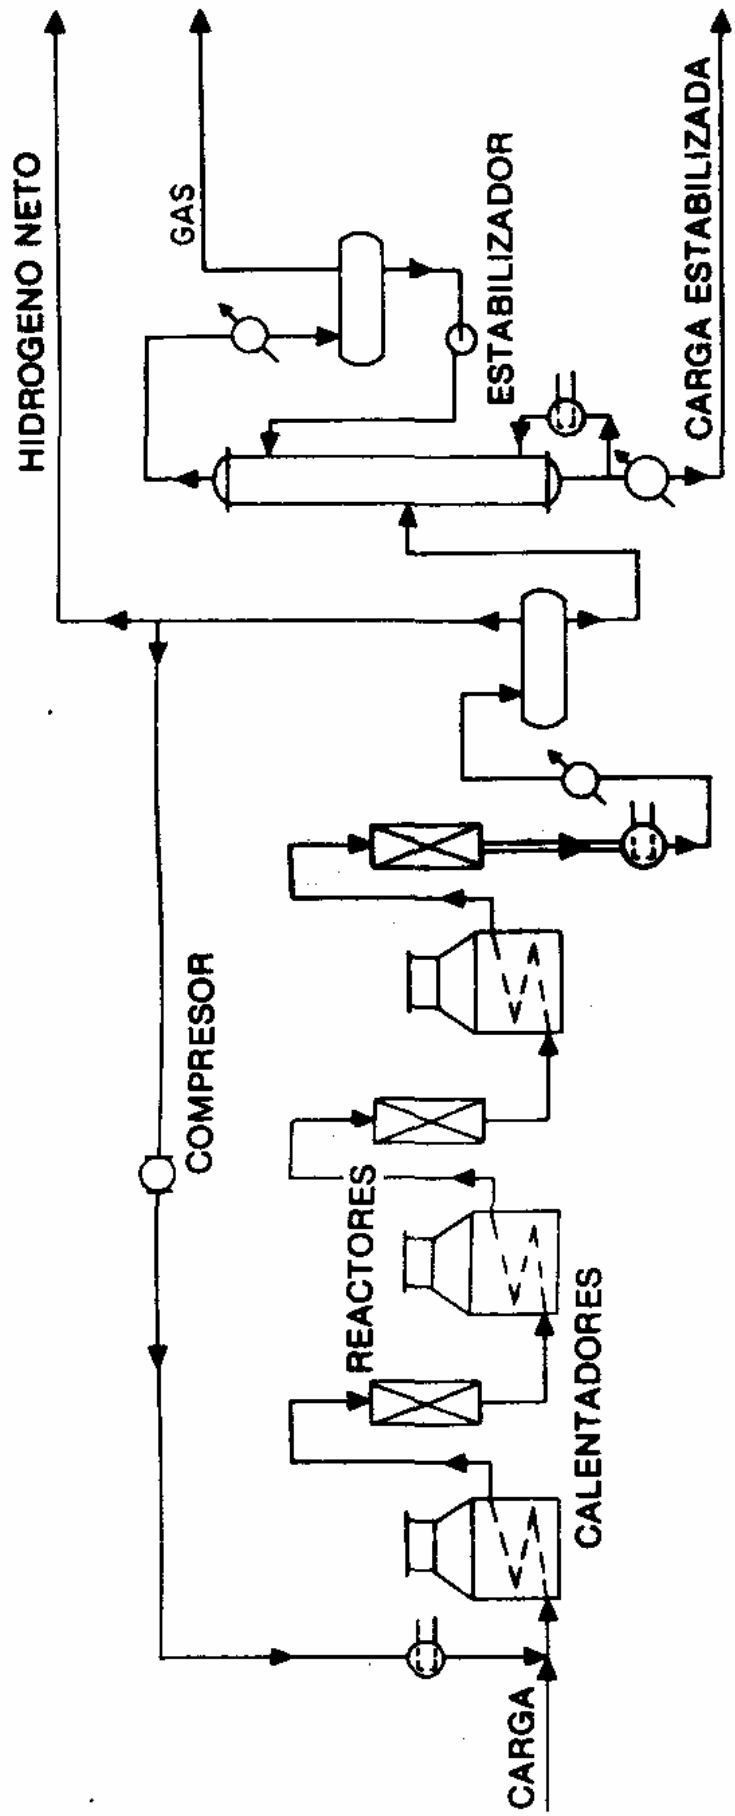 HIDROGENO NETO
GAS
ESTABILIZADOR
CARGA ESTABILIZADA
COMPRESOR
REACTORES
CALENTADORES
CARGA